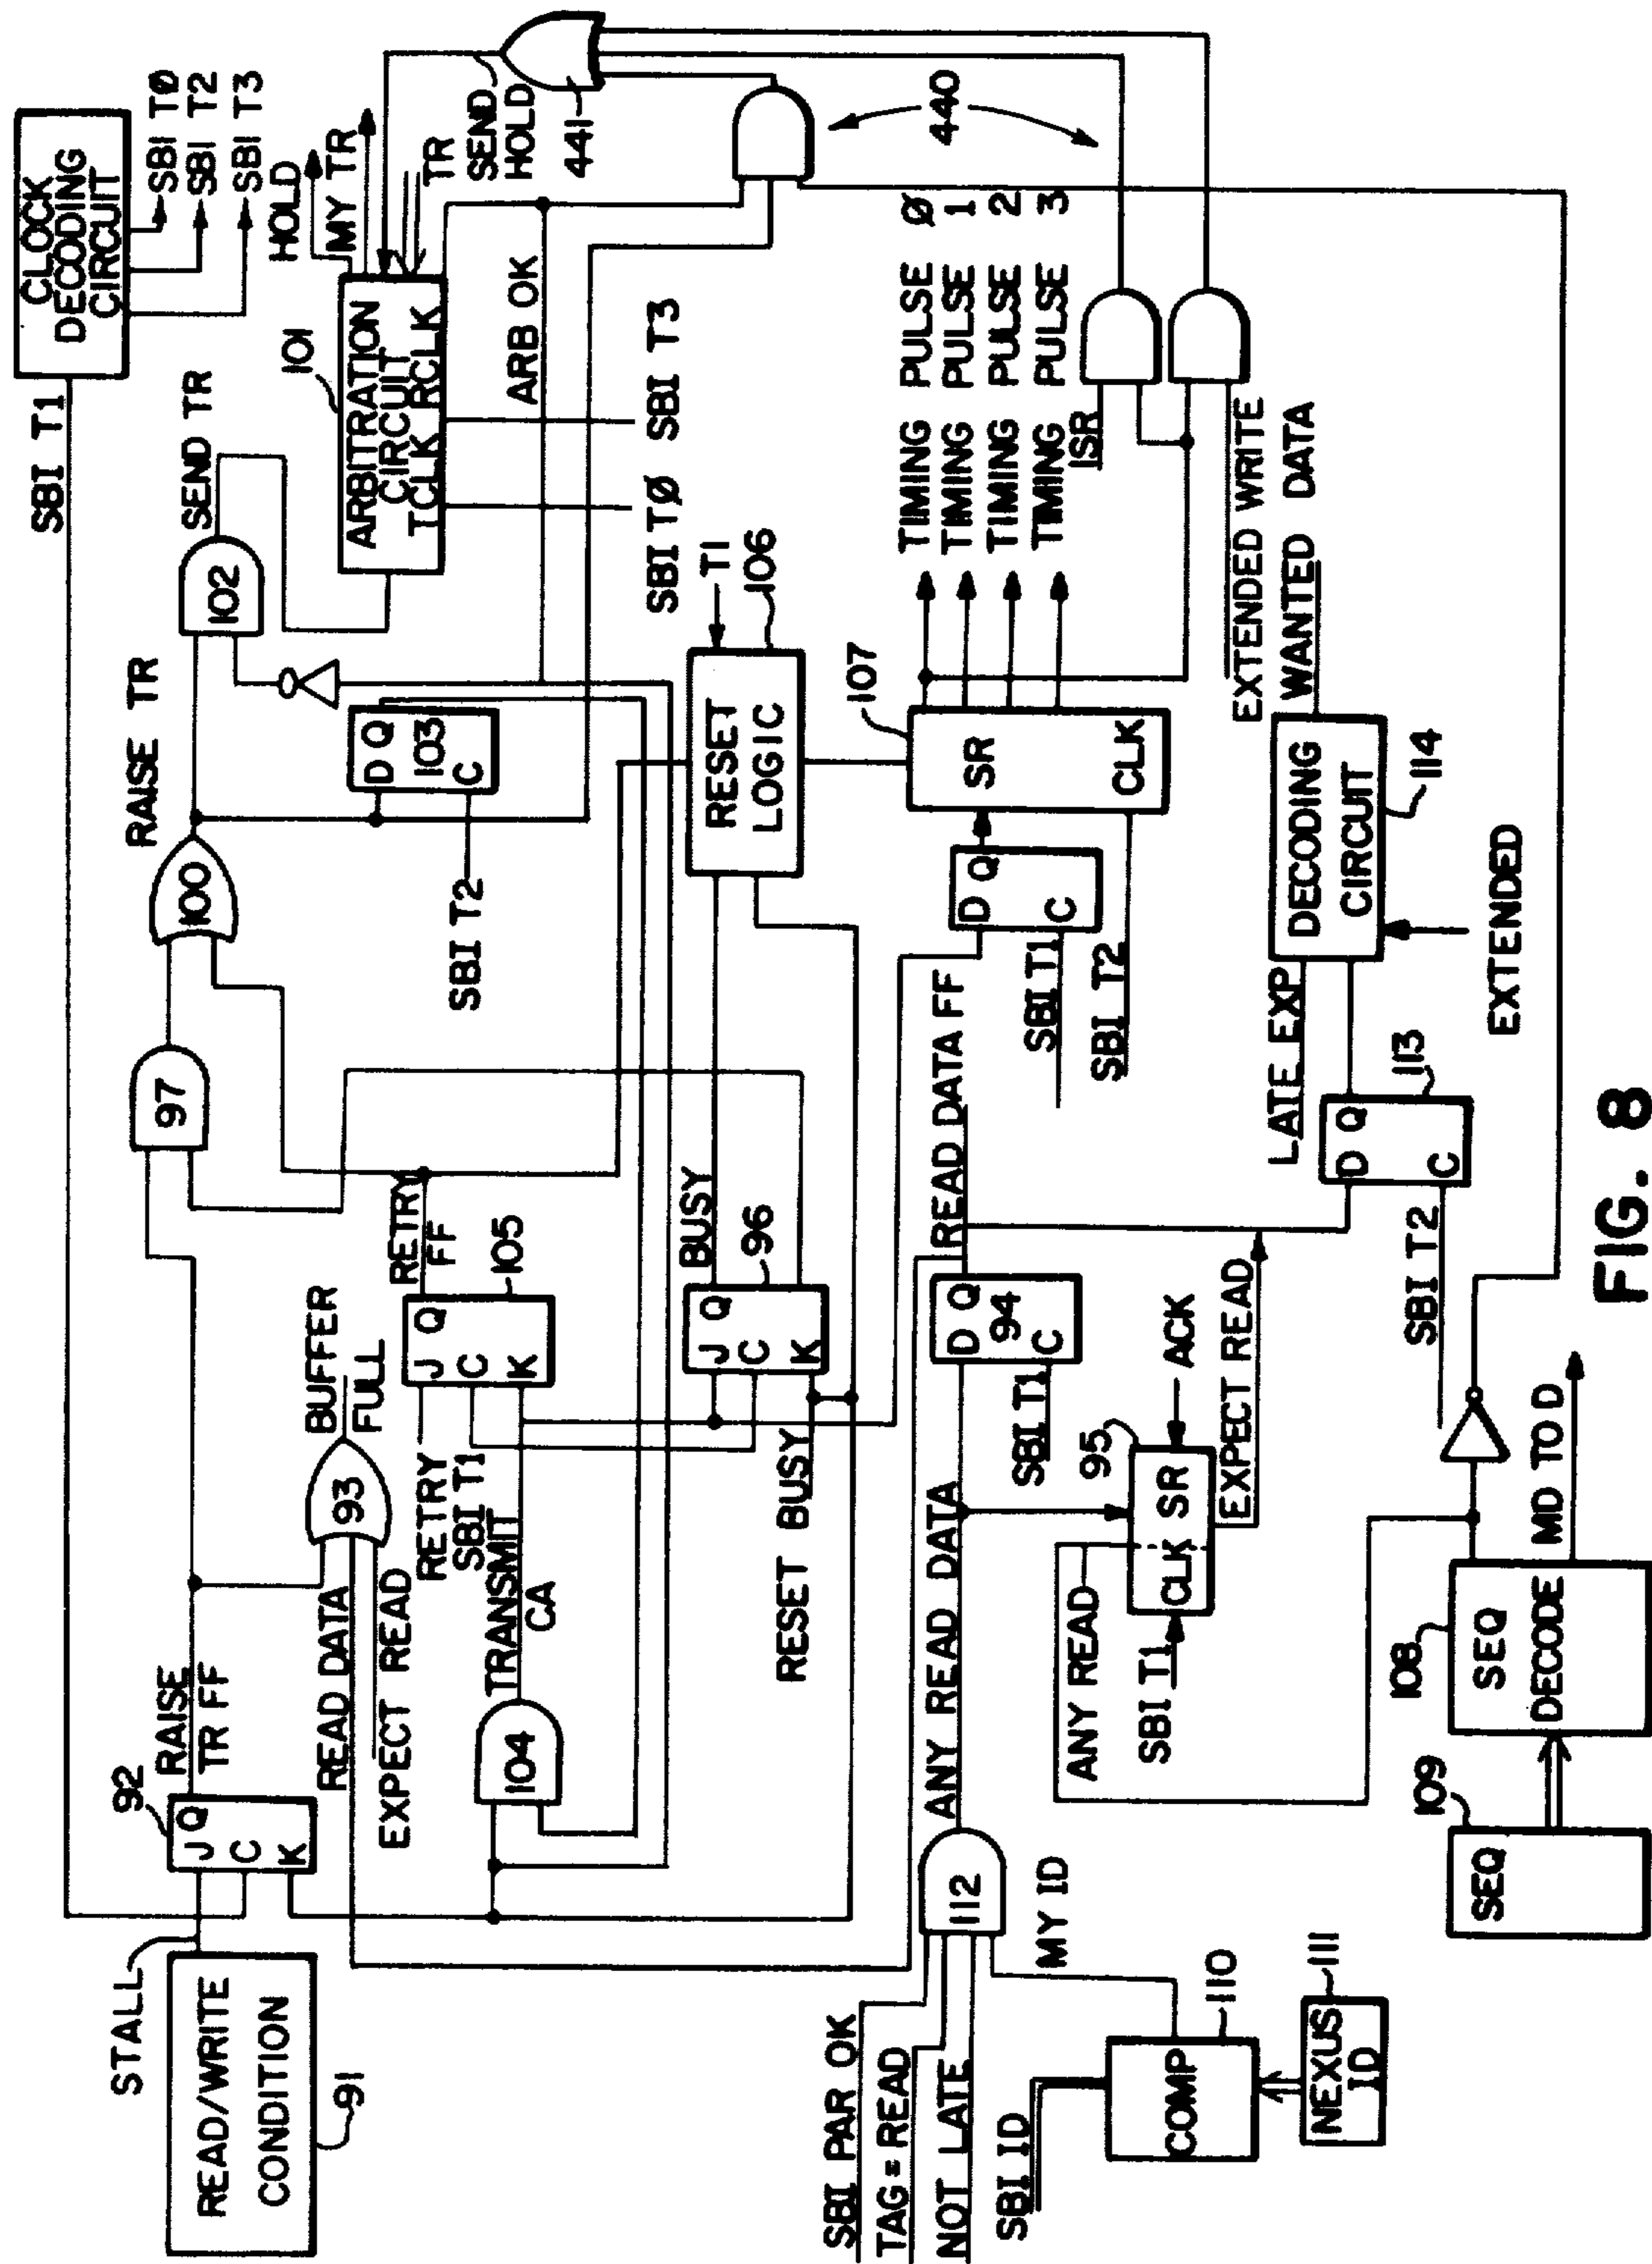 CLOCK
DECODING
CIRCUIT
SBI T1
SBI TØ
SBI T2
SBI T3
HOLD
MY TR
TR
SEND
HOLD
441
101
ARBITRATION
CIRCUIT
TCLK RCLK
SEND TR
SBI TØ
SBI T3
ARB OK
440
102
RAISE TR
100
97
D Q
103
C
SBI T2
T1
106
RESET
LOGIC
107
SR
CLK
TIMING PULSE Ø
TIMING PULSE 1
TIMING PULSE 2
TIMING PULSE 3
ISR
EXTENDED WRITE
WANTED DATA
D Q
C
SBI T1
SBI T2
DECODING
CIRCUIT
114
LATE EXP
EXTENDED
STALL
READ/WRITE
CONDITION
91
92
J Q
C
K
RAISE
TR FF
93
BUFFER
FULL
READ DATA
EXPECT READ
RETRY
FF
J Q
C
K
105
RETRY
SBI T1
TRANSMIT
CA
104
BUSY
J Q
C
K
96
RESET BUSY
READ DATA FF
D Q
94
C
SBI T1
ANY READ DATA
112
SBI PAR OK
TAG = READ
NOT LATE
MY ID
SBI ID
COMP
110
NEXUS
ID
111
95
CLK SR
ACK
ANY READ
SBI T1
EXPECT READ
D Q
C
113
SBI T2
109
SEQ
108
SEQ
DECODE
MD TO D
FIG. 8